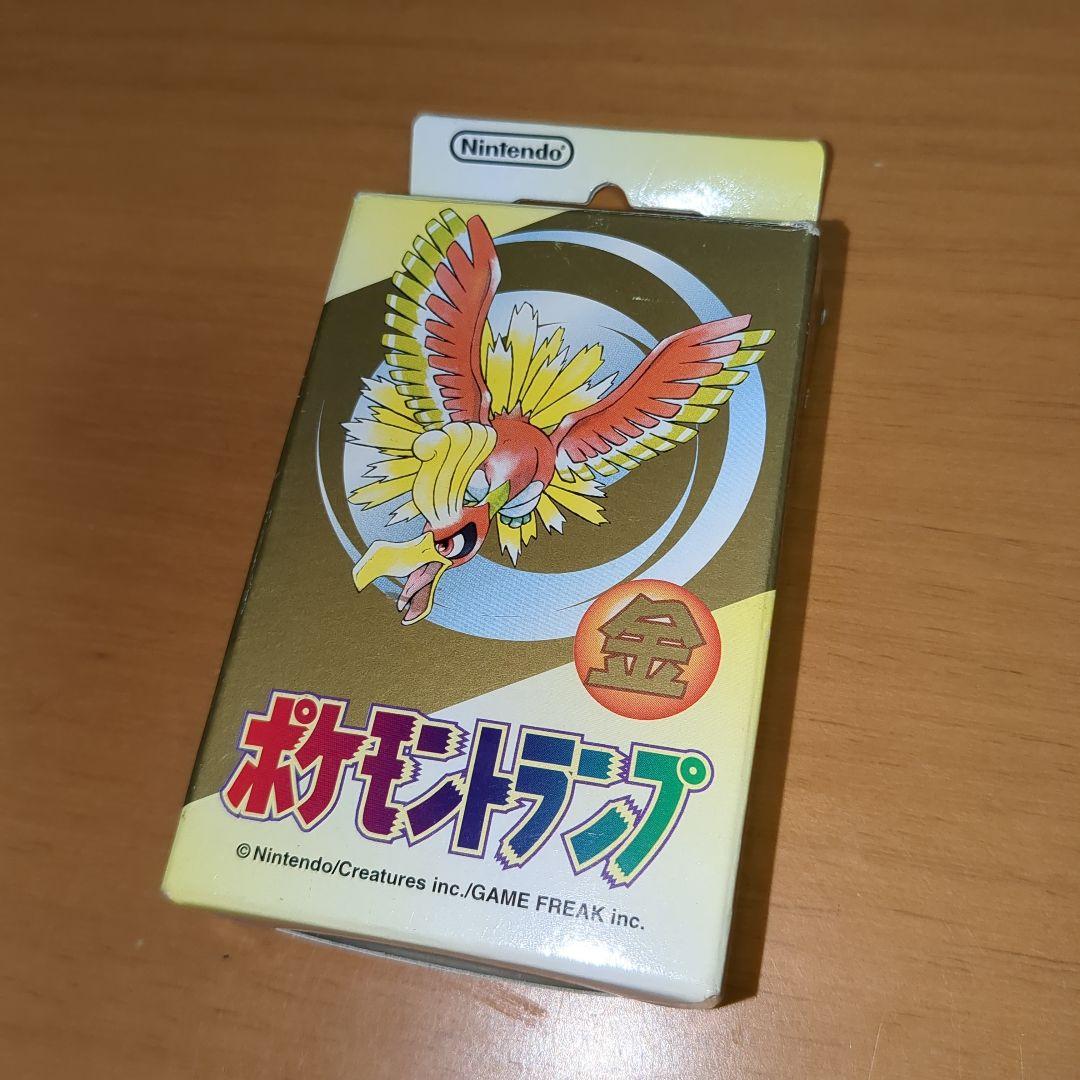 Nintendo®
金
ポケモントランプ
©Nintendo/Creatures inc./GAME FREAK inc.